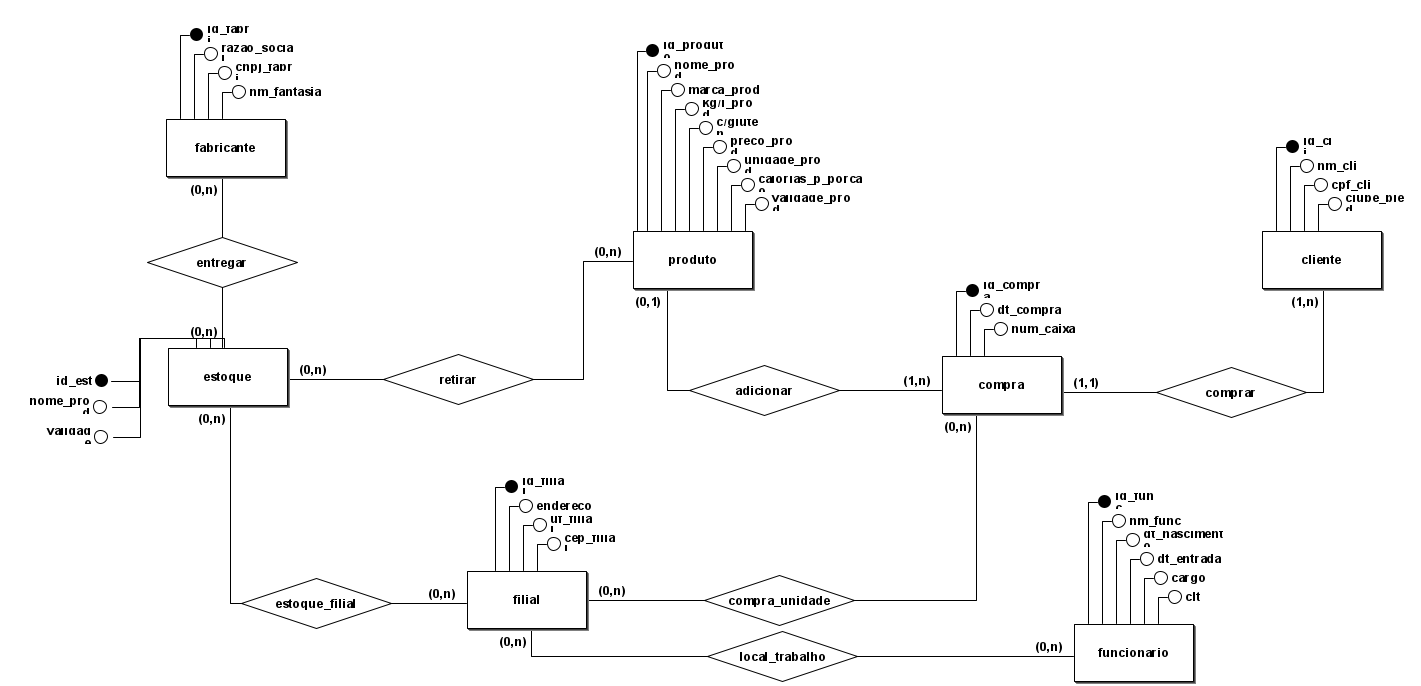 id_fabr
i
razao_socia
l
cnpj_fabr
i
nm_fantasia
fabricante
(0,n)
entregar
(0,n)
id_est
nome_pro
d
validad
e
estoque
(0,n)
(0,n)
retirar
(0,n)
id_produt
o
nome_pro
d
marca_prod
kg/l_pro
d
c/glute
n
preco_pro
d
unidade_pro
d
calorias_p_porca
o
validade_pro
d
produto
(0,1)
adicionar
(1,n)
id_compr
a
dt_compra
num_caixa
compra
(1,1)
(0,n)
comprar
id_cl
i
nm_cli
cpf_cli
clube_ble
d
cliente
(1,n)
estoque_filial
(0,n)
id_filia
l
endereco
uf_filia
l
cep_filia
l
filial
(0,n)
(0,n)
compra_unidade
local_trabalho
(0,n)
id_fun
c
nm_func
dt_nasciment
o
dt_entrada
cargo
clt
funcionario